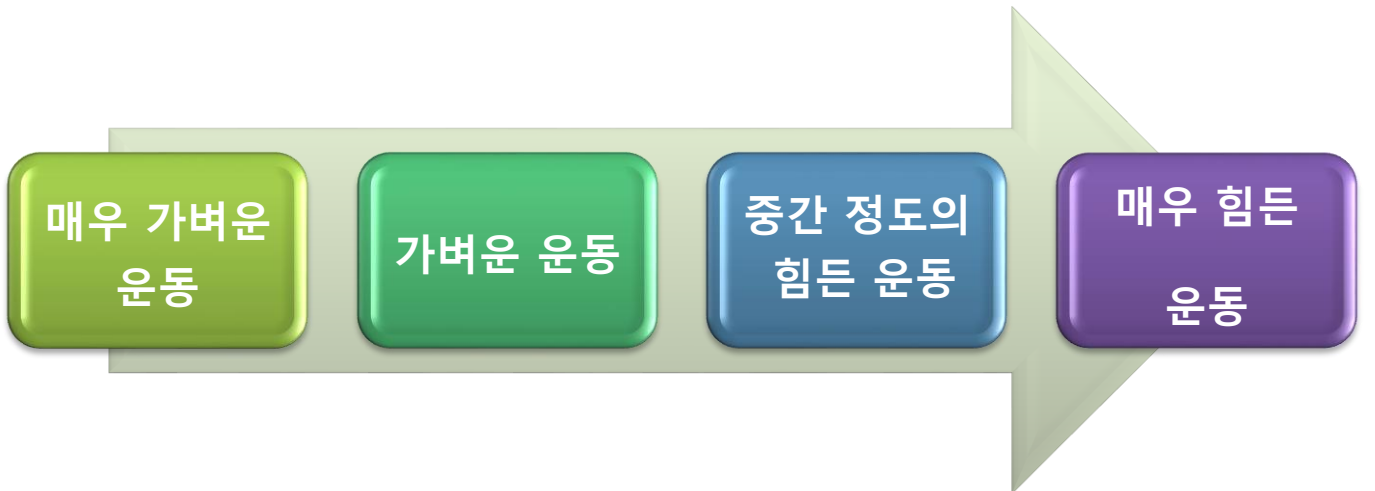 매우 가벼운
운동
가벼운 운동
중간 정도의
힘든 운동
매우 힘든
운동